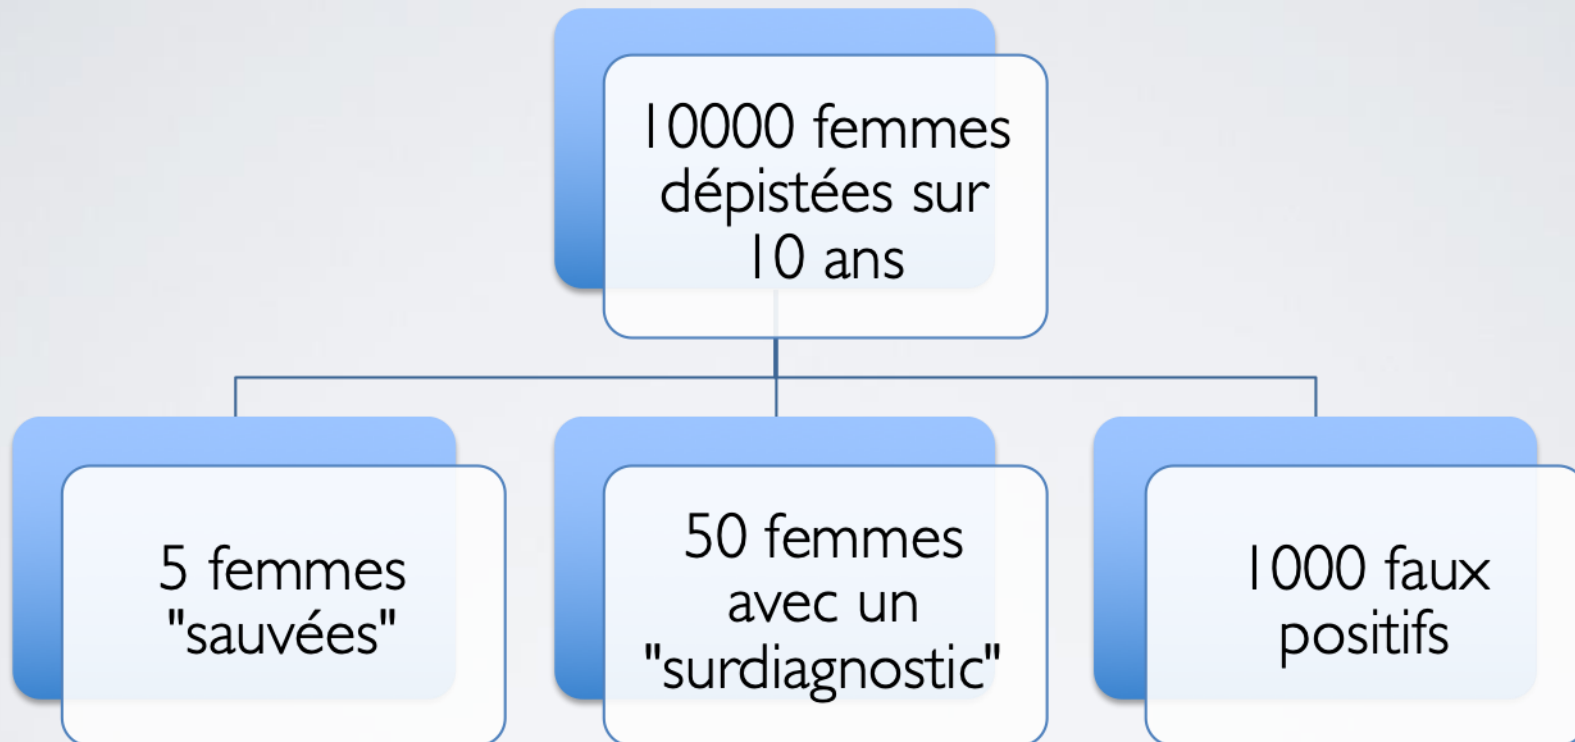 10000 femmes
dépistées sur
10 ans
5 femmes
"sauvées"
50 femmes
avec un
"surdiagnostic"
1000 faux
positifs